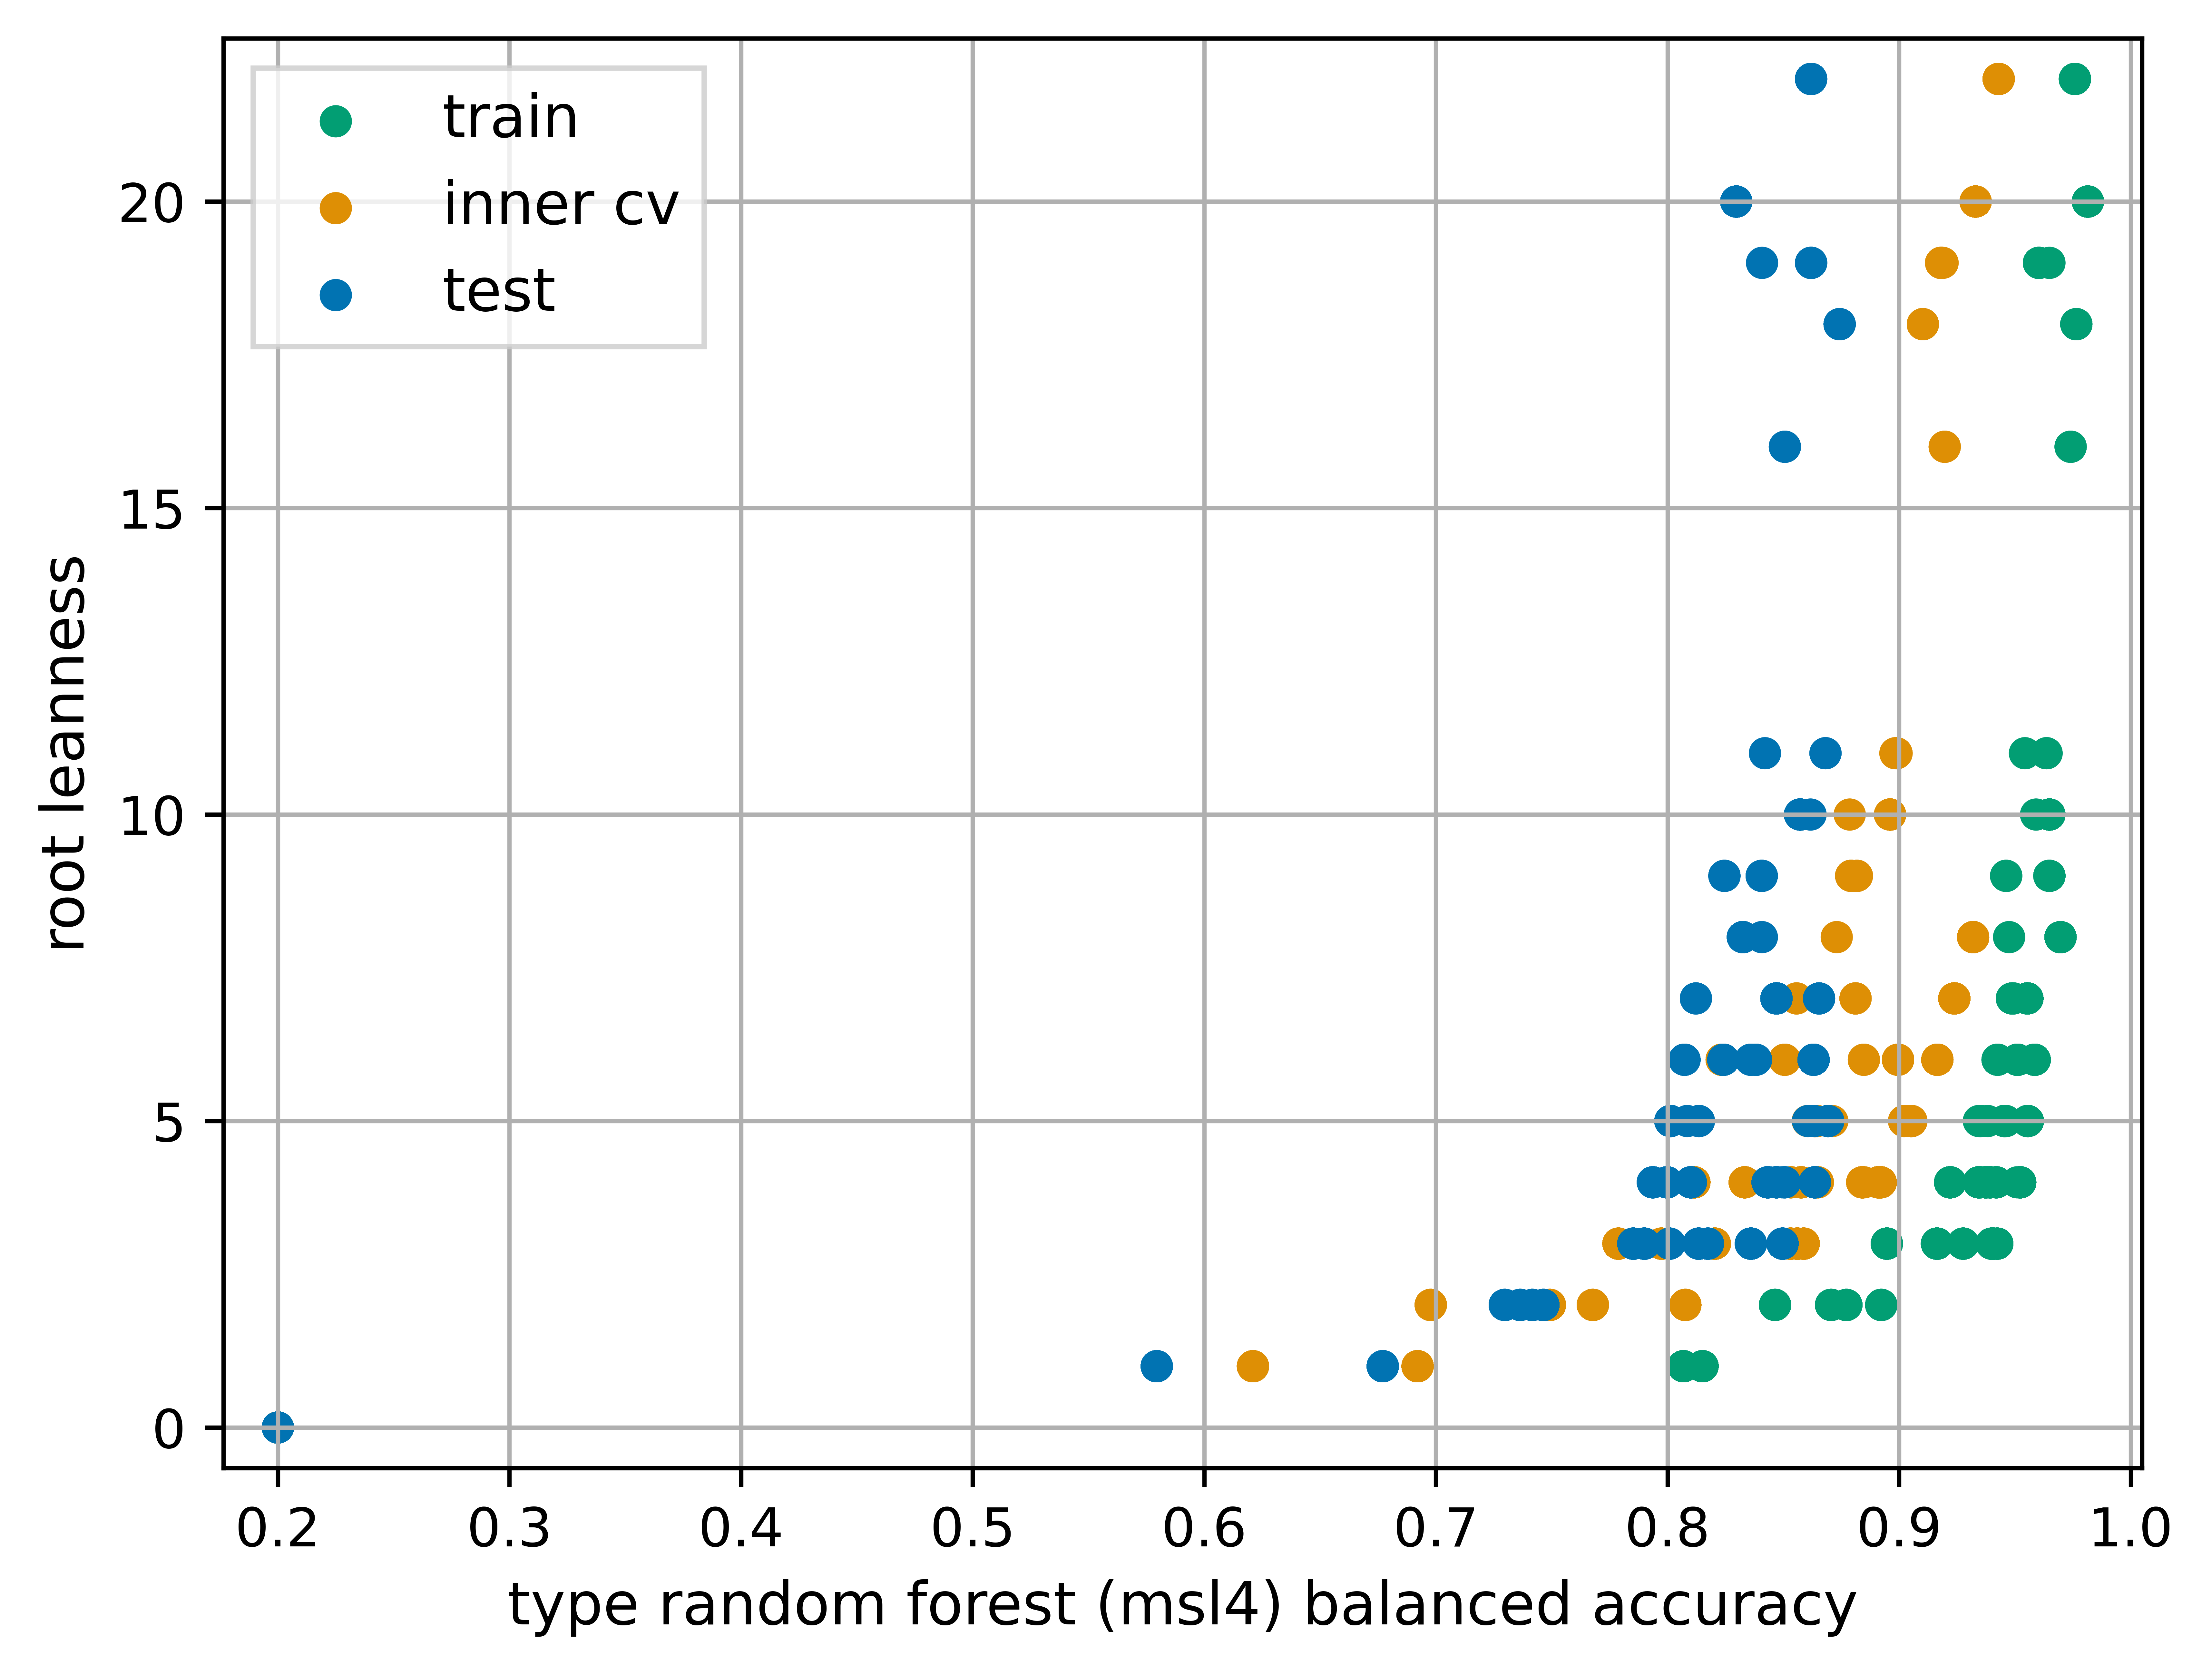 train
inner cv
test
20
15
10
5
0
root leanness
0.2 0.3 0.4 0.5 0.6 0.7 0.8 0.9 1.0
type random forest (msl4) balanced accuracy